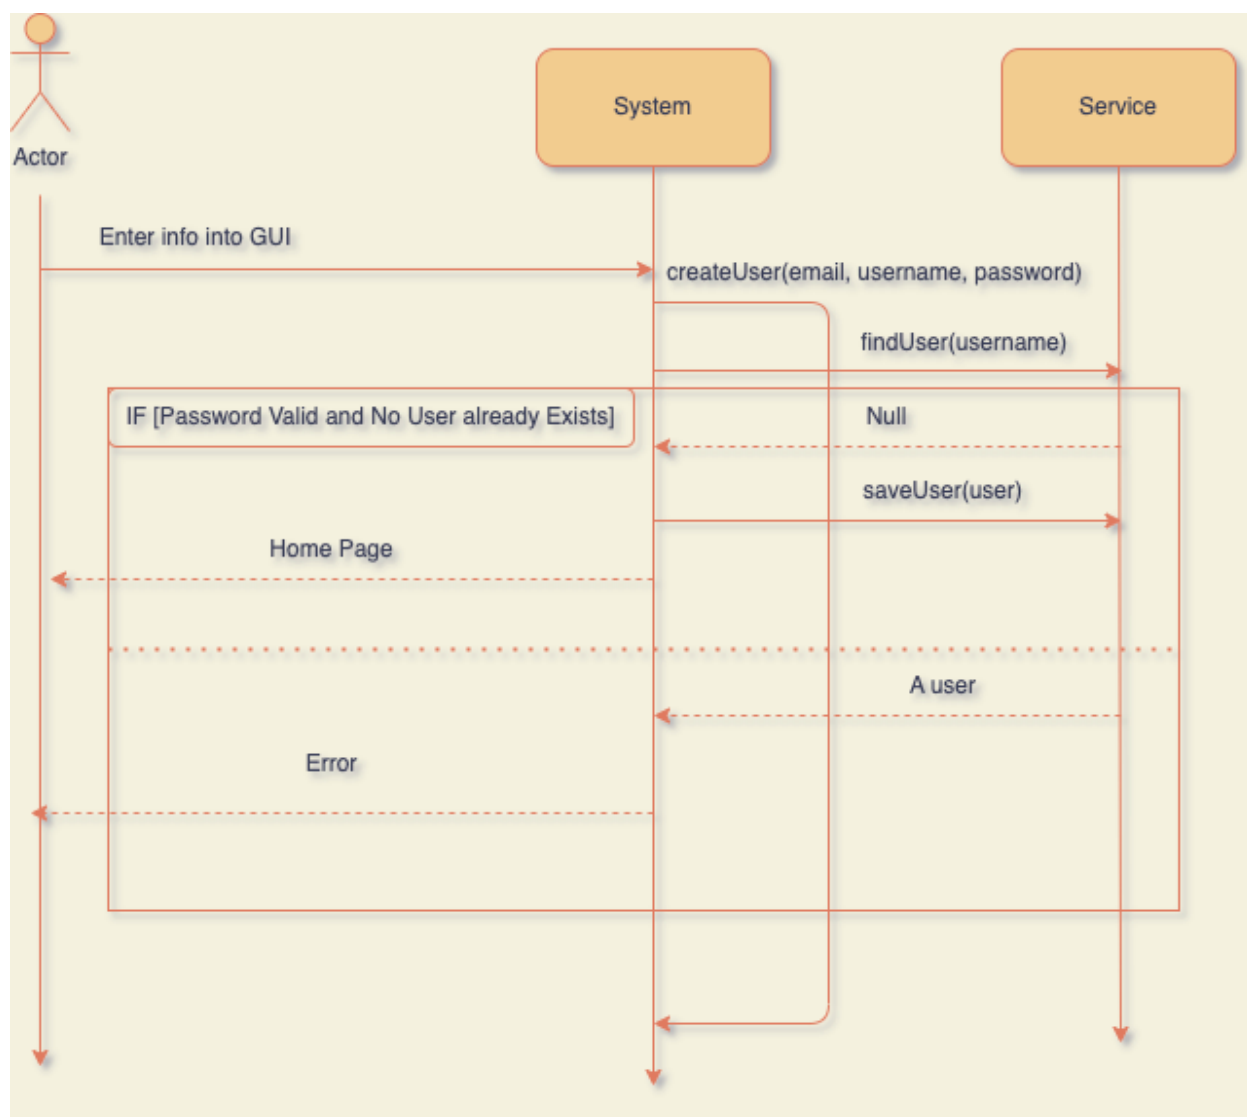 System
Service
Actor
Enter info into GUI
createUser(email, username, password)
findUser(username)
IF [Password Valid and No User already Exists]
Null
saveUser(user)
Home Page
A user
Error